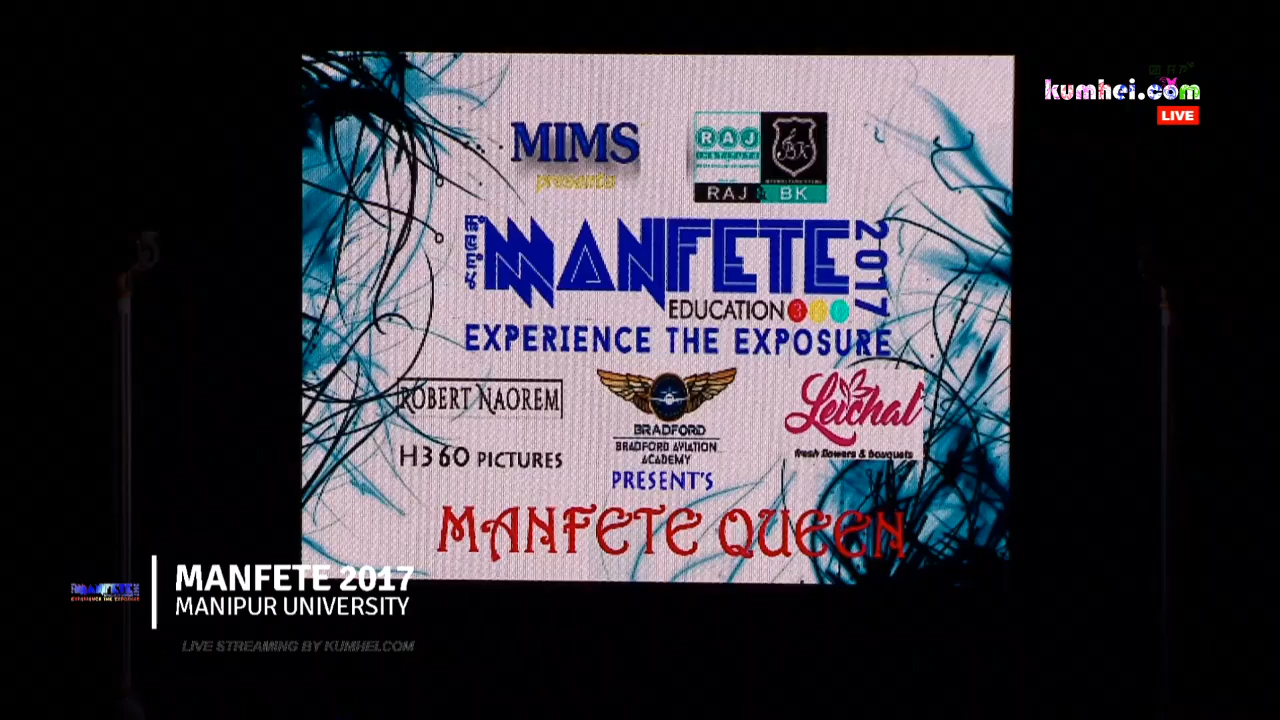 kumhei.com
LIVE
MIMS
presents
RAJ
INSTITUTE
BK
RAJ & BK
MANFETE
2017
EDUCATION 360
EXPERIENCE THE EXPOSURE
ROBERT NAOREM
H360 PICTURES
BRADFORD
BRADFORD AVIATION
ACADEMY
PRESENT'S
Leichal
fresh flowers & bouquets
MANFETE QUEEN
MANFETE 2017
MANIPUR UNIVERSITY
LIVE STREAMING BY KUMHEI.COM